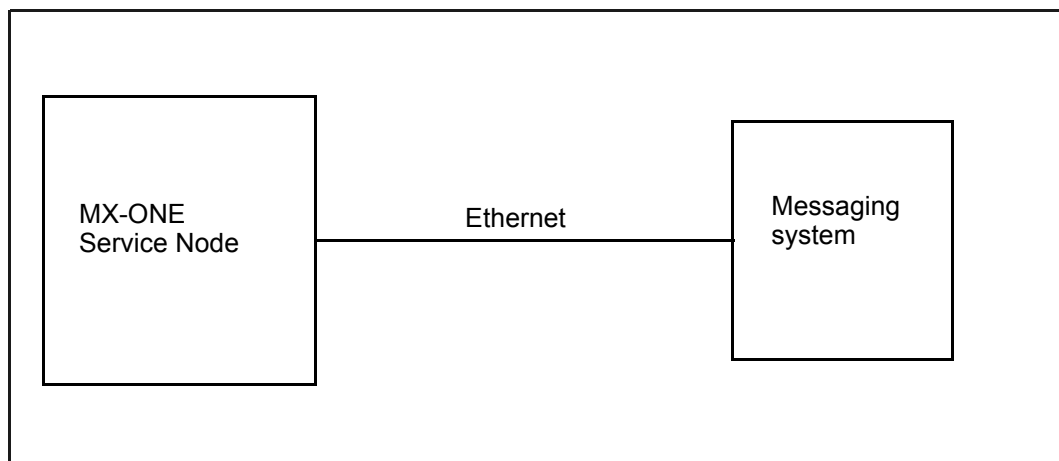 MX-ONE
Service Node
Ethernet
Messaging
system